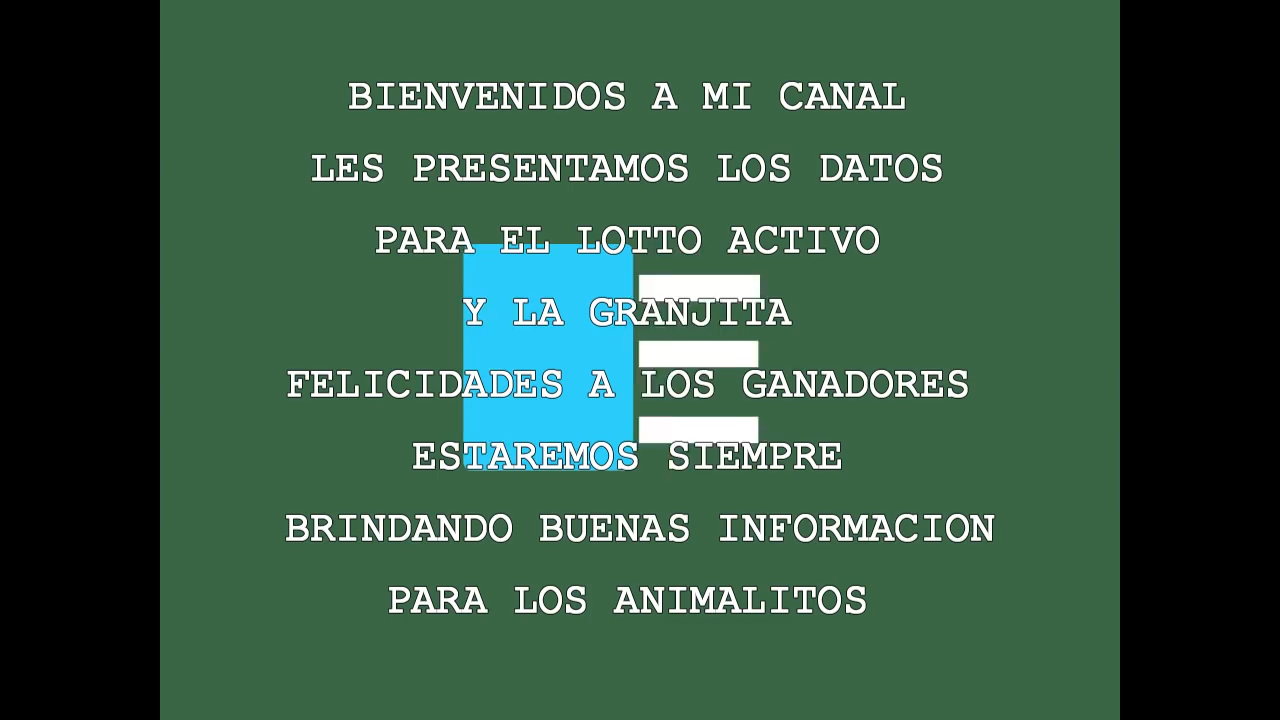 BIENVENIDOS A MI CANAL
LES PRESENTAMOS LOS DATOS
PARA EL LOTTO ACTIVO
Y LA GRANJITA
FELICIDADES A LOS GANADORES
ESTAREMOS SIEMPRE
BRINDANDO BUENAS INFORMACION
PARA LOS ANIMALITOS